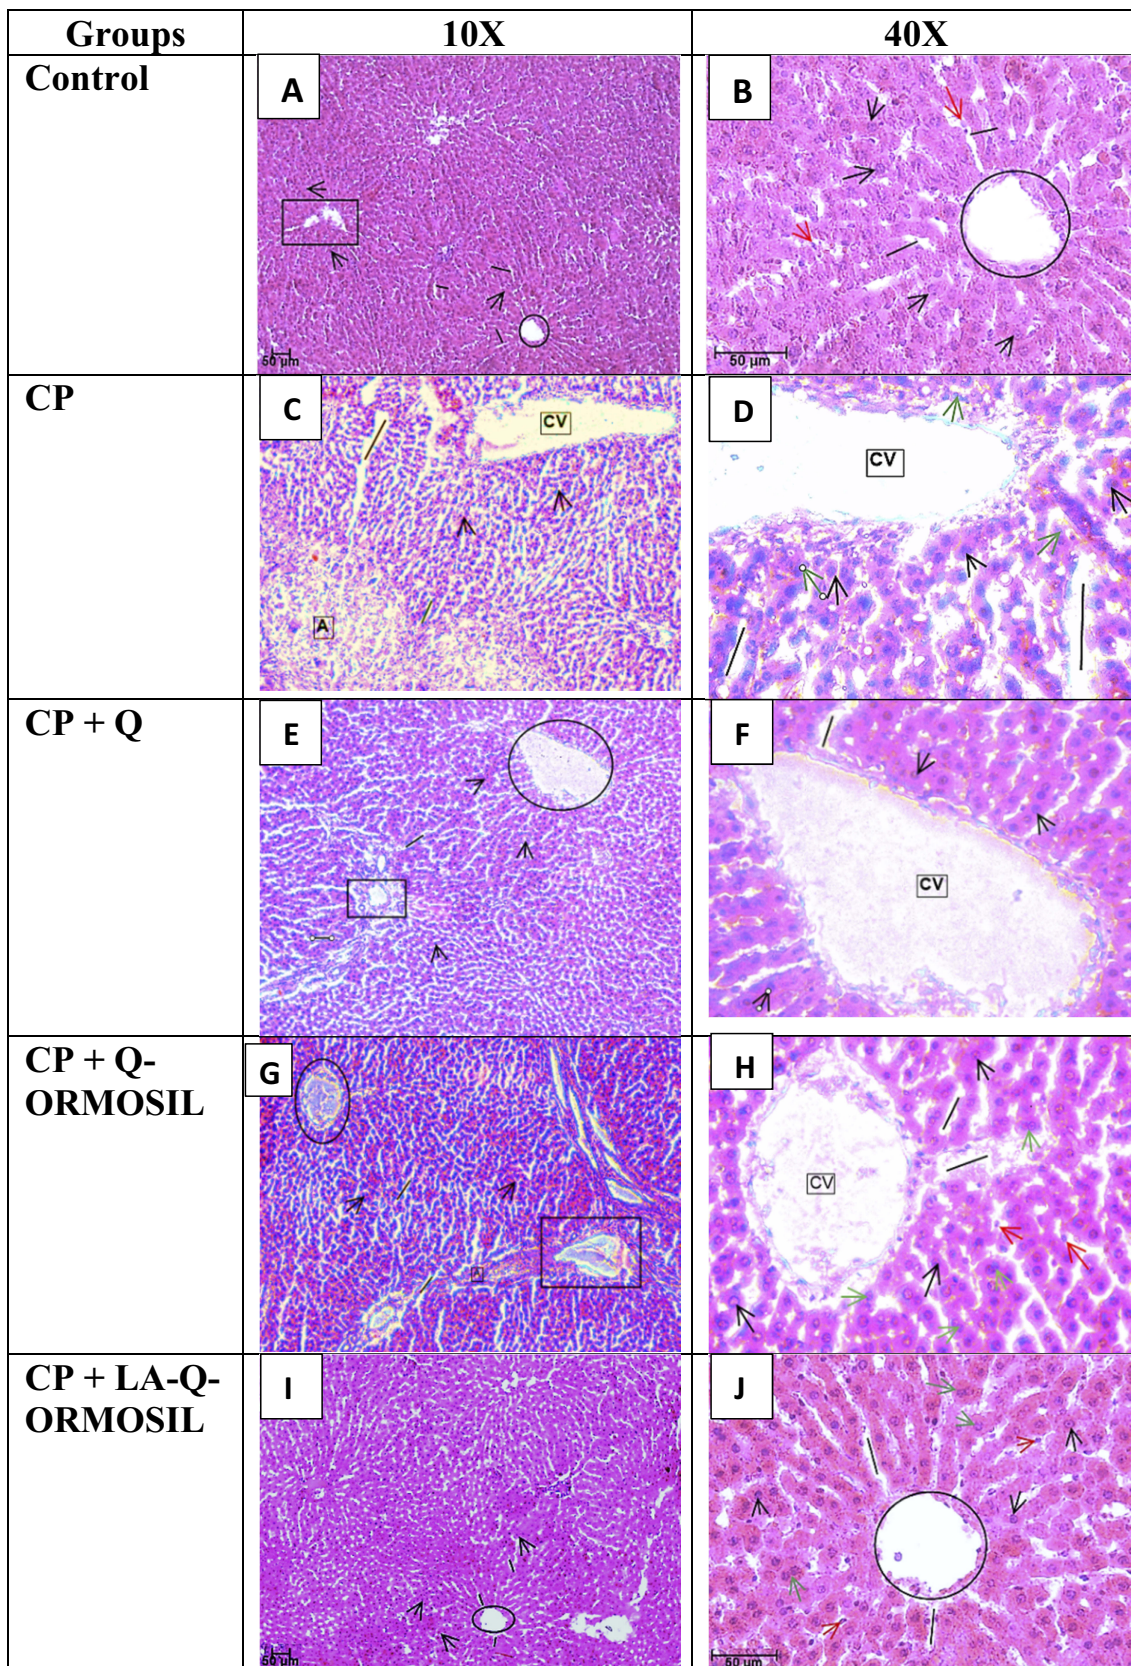 Groups 10X 40X
Control
A
50 µm
B
50 µm
CP
C
CV
A
D
CV
CP + Q
E
F
CV
CP + Q-
ORMOSIL
G
A
H
CV
CP + LA-Q-
ORMOSIL
I
50 µm
J
50 µm